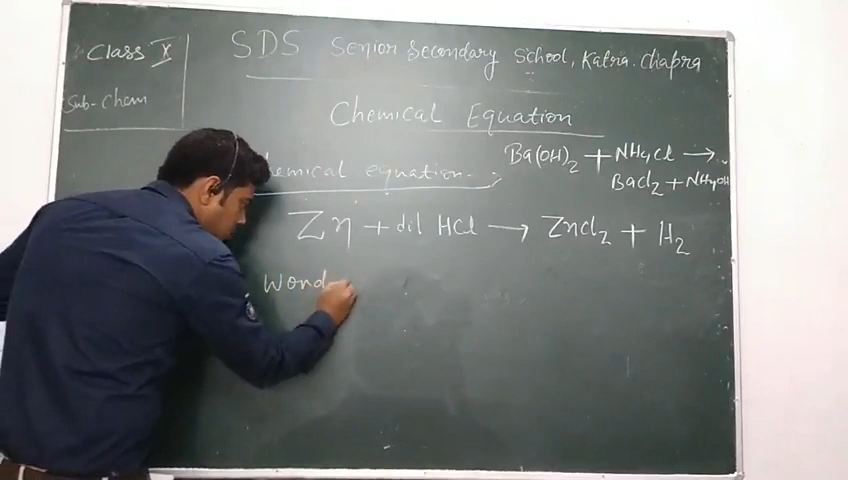 Class X
SDS Senior Secondary School, Katra. Chapra
Sub-Chem
Chemical Equation
Ba(OH)₂ + NH4Cl →
BaCl₂ + NH4OH
hemical equation-
Zn + dil HCl → ZnCl₂ + H₂
Wond